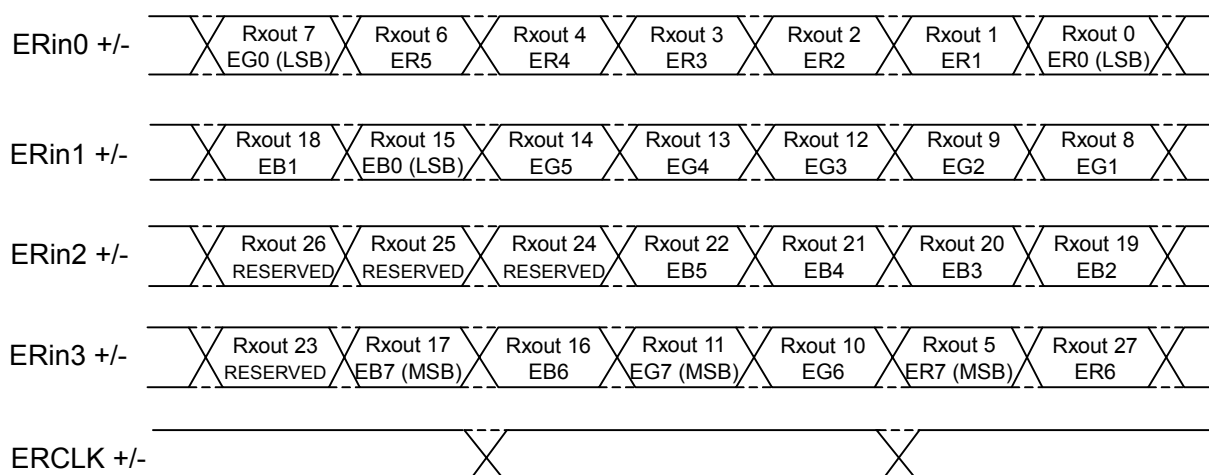 ERin0 +/-
Rxout 7 Rxout 6 Rxout 4 Rxout 3 Rxout 2 Rxout 1 Rxout 0
EG0 (LSB) ER5 ER4 ER3 ER2 ER1 ER0 (LSB)
ERin1 +/-
Rxout 18 Rxout 15 Rxout 14 Rxout 13 Rxout 12 Rxout 9 Rxout 8
EB1 EB0 (LSB) EG5 EG4 EG3 EG2 EG1
ERin2 +/-
Rxout 26 Rxout 25 Rxout 24 Rxout 22 Rxout 21 Rxout 20 Rxout 19
RESERVED RESERVED RESERVED EB5 EB4 EB3 EB2
ERin3 +/-
Rxout 23 Rxout 17 Rxout 16 Rxout 11 Rxout 10 Rxout 5 Rxout 27
RESERVED EB7 (MSB) EB6 EG7 (MSB) EG6 ER7 (MSB) ER6
ERCLK +/-